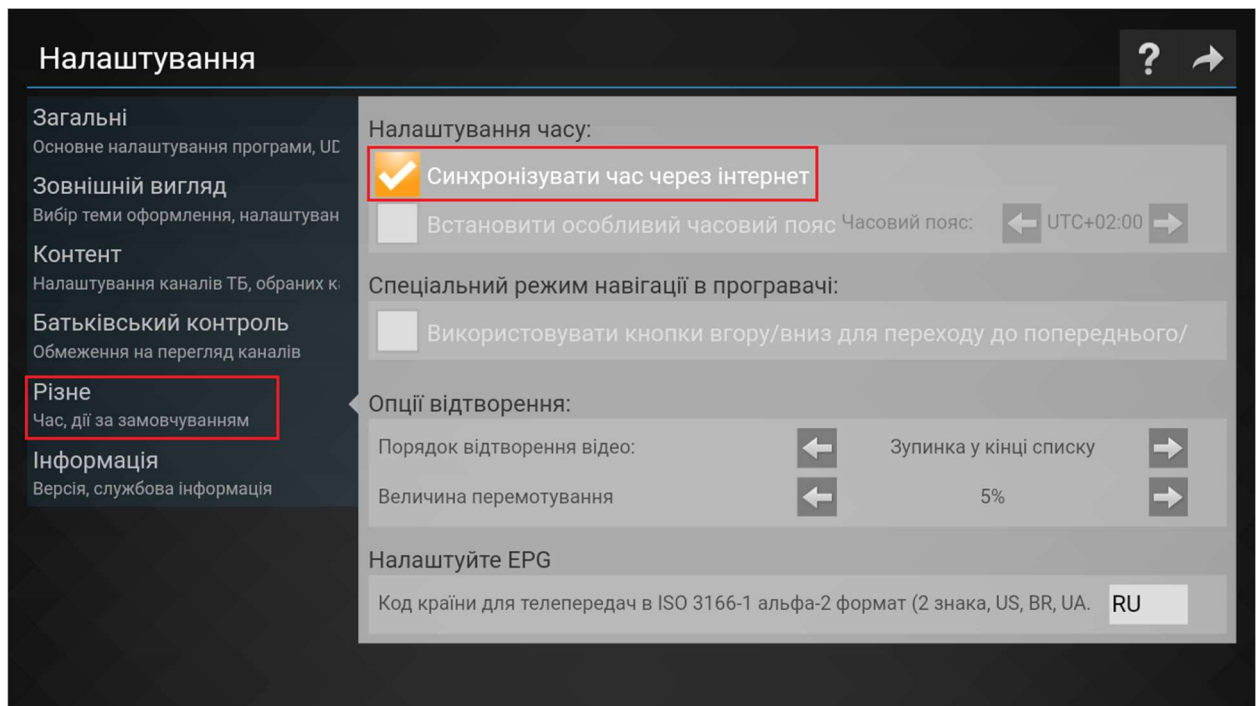 Налаштування
?
Загальні
Основне налаштування програми, UD
Зовнішній вигляд
Вибір теми оформлення, налаштуван
Контент
Налаштування каналів ТБ, обраних к
Батьківський контроль
Обмеження на перегляд каналів
Різне
Час, дії за замовчуванням
Інформація
Версія, службова інформація
Налаштування часу:
Синхронізувати час через інтернет
Встановити особливий часовий пояс Часовий пояс: UTC+02:00
Спеціальний режим навігації в програвачі:
Використовувати кнопки вгору/вниз для переходу до попереднього/
Опції відтворення:
Порядок відтворення відео: Зупинка у кінці списку
Величина перемотування 5%
Налаштуйте EPG
Код країни для телепередач в ISO 3166-1 альфа-2 формат (2 знака, US, BR, UA. RU